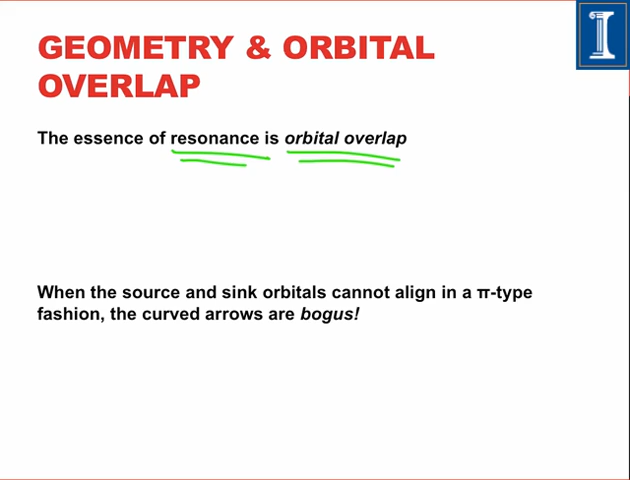 GEOMETRY & ORBITAL
OVERLAP
The essence of resonance is orbital overlap
When the source and sink orbitals cannot align in a π-type
fashion, the curved arrows are bogus!